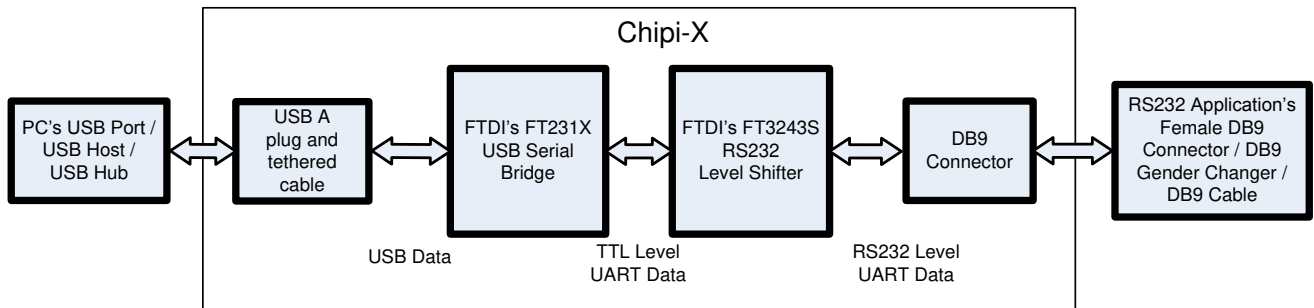 Chipi-X
PC's USB Port /
USB Host /
USB Hub
USB A
plug and
tethered
cable
FTDI's FT231X
USB Serial
Bridge
FTDI's FT3243S
RS232
Level Shifter
DB9
Connector
RS232 Application's
Female DB9
Connector / DB9
Gender Changer /
DB9 Cable
USB Data
TTL Level
UART Data
RS232 Level
UART Data